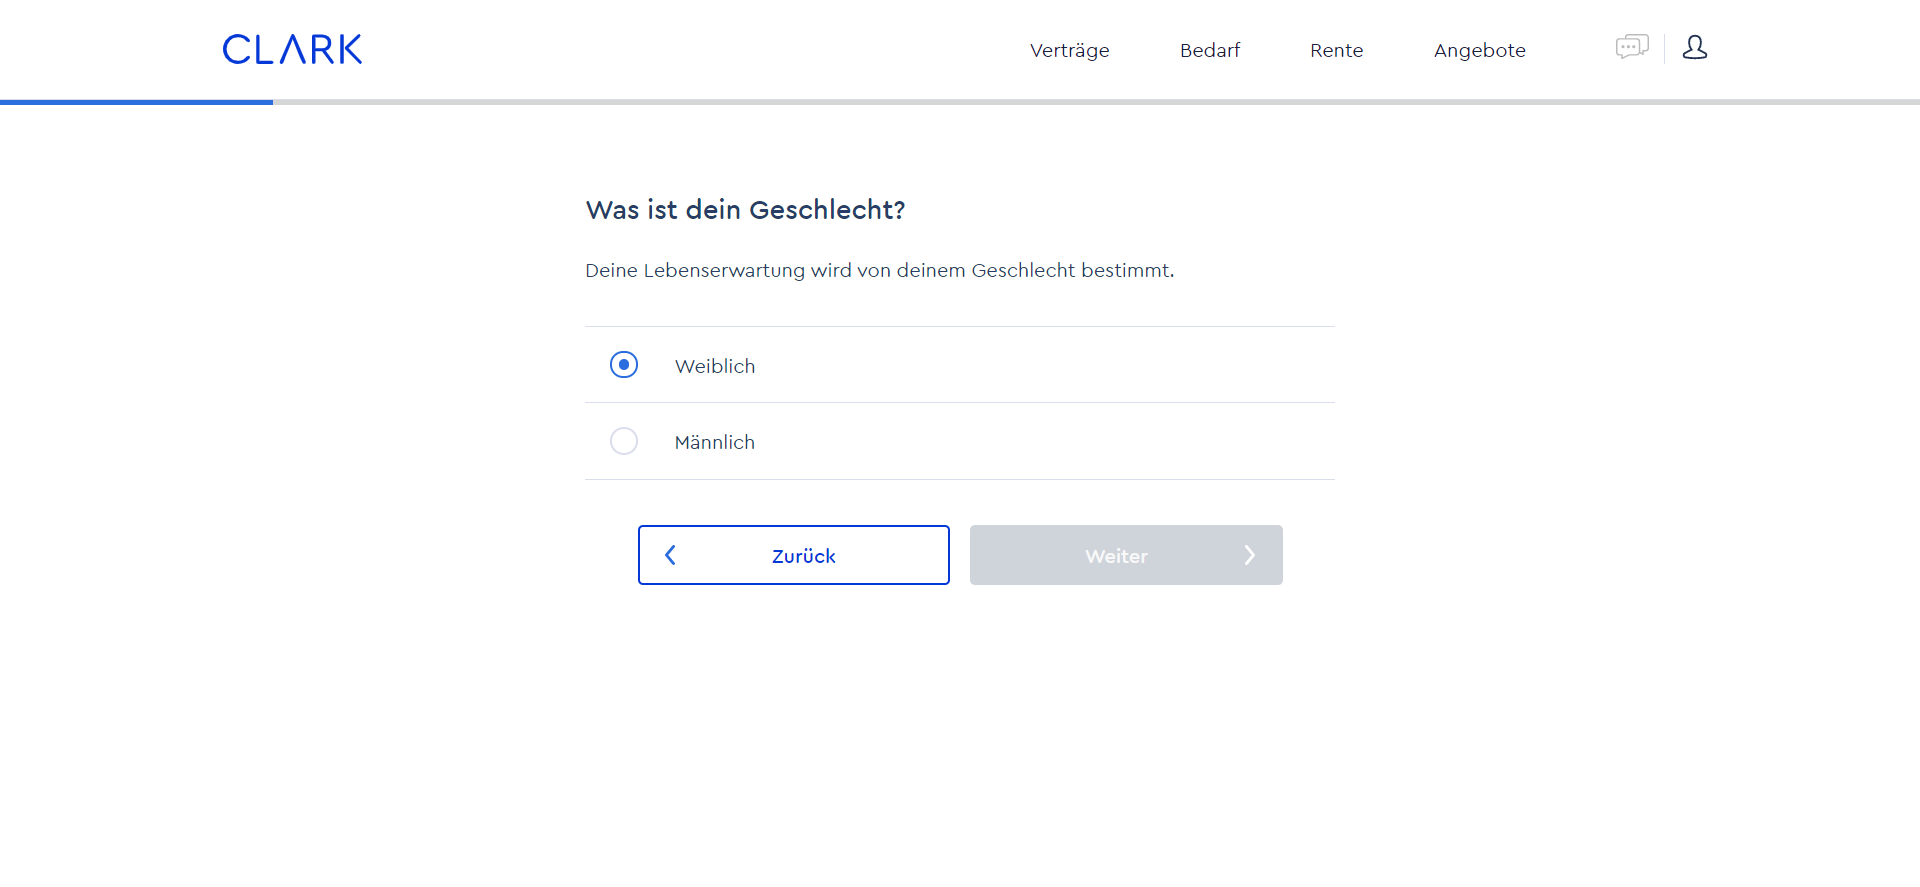 CLARK
Verträge
Bedarf
Rente
Angebote
Was ist dein Geschlecht?
Deine Lebenserwartung wird von deinem Geschlecht bestimmt.
Weiblich
Männlich
Zurück
Weiter